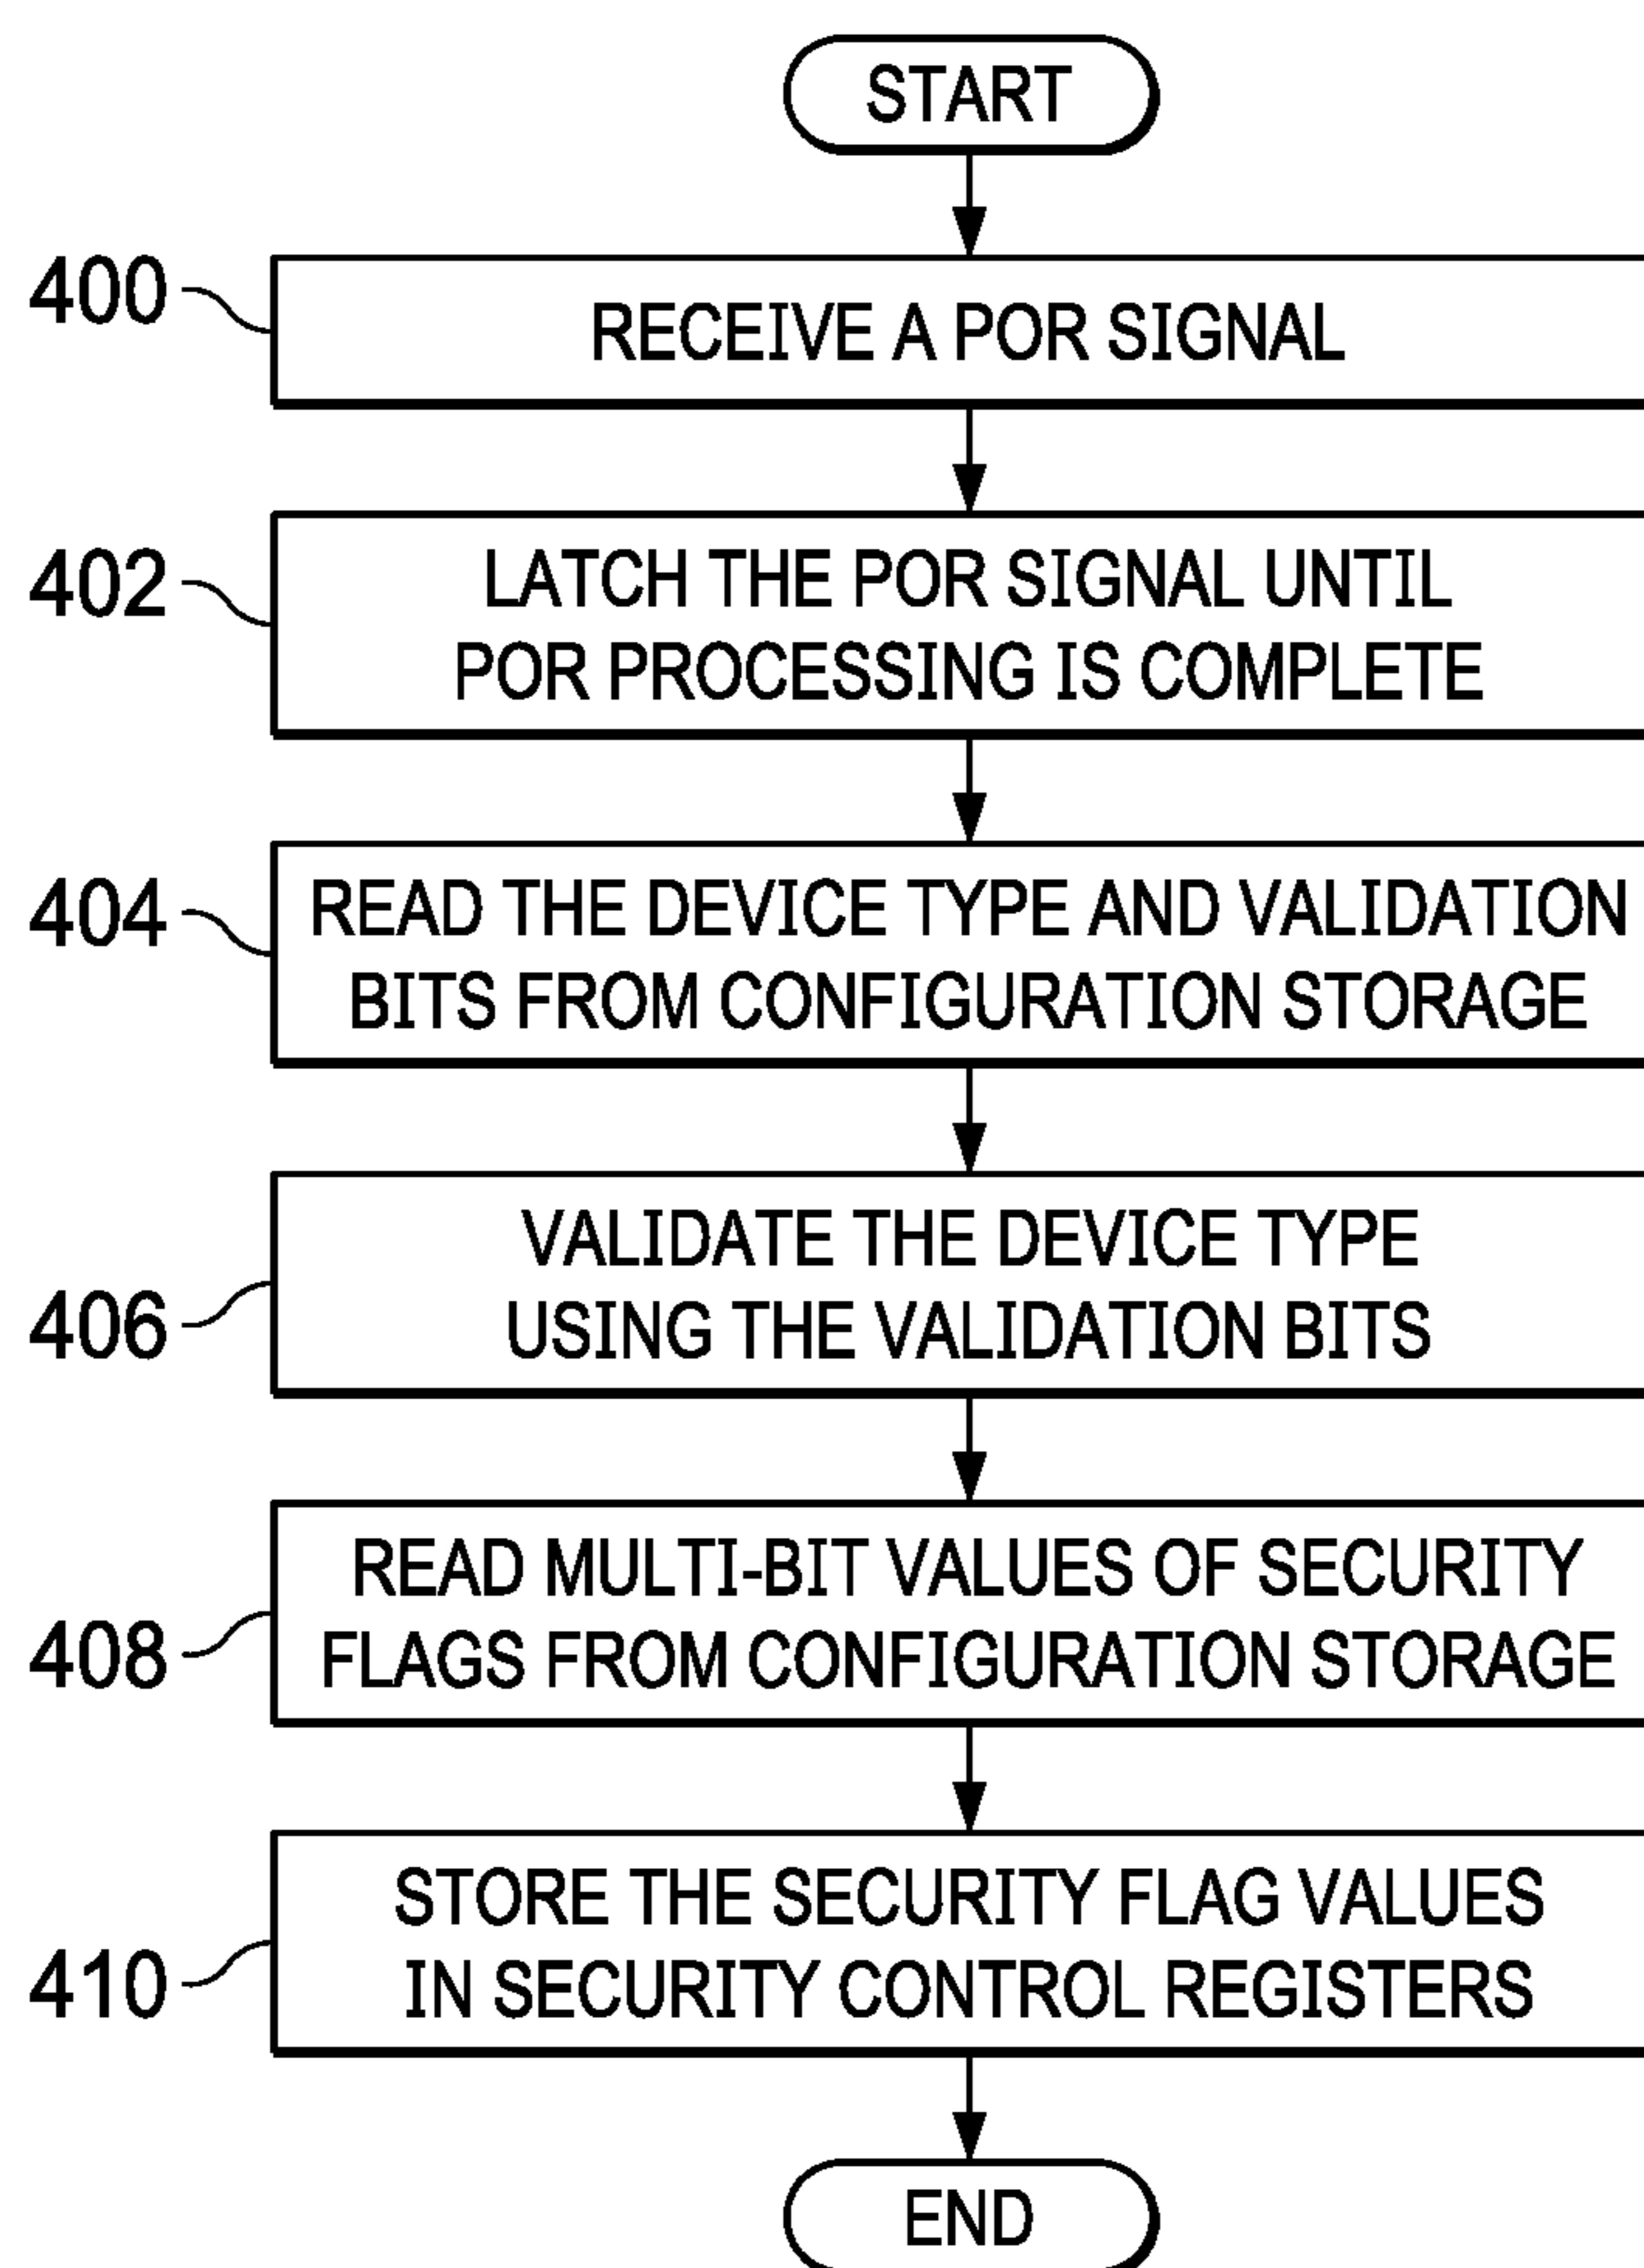 START
400
RECEIVE A POR SIGNAL
402
LATCH THE POR SIGNAL UNTIL
POR PROCESSING IS COMPLETE
404
READ THE DEVICE TYPE AND VALIDATION
BITS FROM CONFIGURATION STORAGE
406
VALIDATE THE DEVICE TYPE
USING THE VALIDATION BITS
408
READ MULTI-BIT VALUES OF SECURITY
FLAGS FROM CONFIGURATION STORAGE
410
STORE THE SECURITY FLAG VALUES
IN SECURITY CONTROL REGISTERS
END